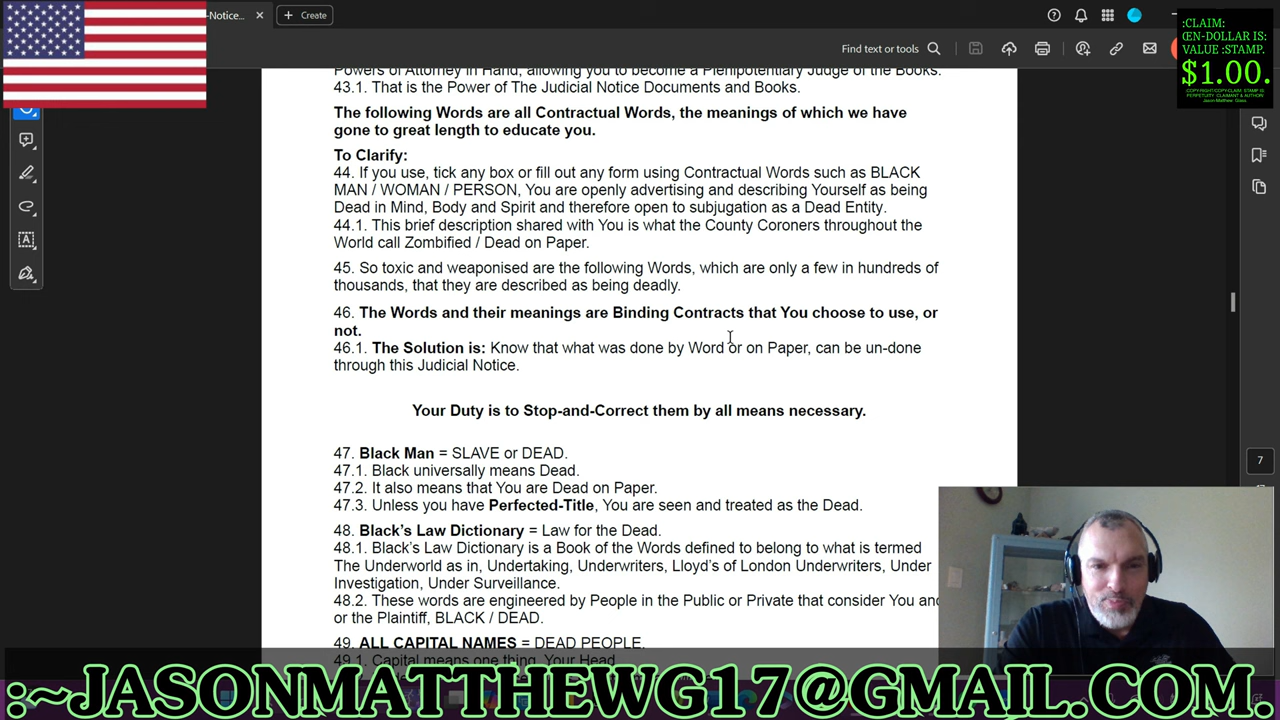 -Notice...
Create
:CLAIM:
ŒN-DOLLAR IS:
VALUE :STAMP.
$1.00.
:COPY-RIGHT/COPY-CLAIM: STAMP IS:
PERPETUITY. CLAIMANT & AUTHOR/
Jason-Matthew: Glass
Find text or tools
Powers of Attorney in Hand, allowing you to become a Plenipotentiary Judge of the Books.
43.1. That is the Power of The Judicial Notice Documents and Books.
The following Words are all Contractual Words, the meanings of which we have
gone to great length to educate you.
To Clarify:
44. If you use, tick any box or fill out any form using Contractual Words such as BLACK
MAN / WOMAN / PERSON, You are openly advertising and describing Yourself as being
Dead in Mind, Body and Spirit and therefore open to subjugation as a Dead Entity.
44.1. This brief description shared with You is what the County Coroners throughout the
World call Zombified / Dead on Paper.
45. So toxic and weaponised are the following Words, which are only a few in hundreds of
thousands, that they are described as being deadly.
46. The Words and their meanings are Binding Contracts that You choose to use, or
not.
46.1. The Solution is: Know that what was done by Word or on Paper, can be un-done
through this Judicial Notice.
Your Duty is to Stop-and-Correct them by all means necessary.
47. Black Man = SLAVE or DEAD.
47.1. Black universally means Dead.
47.2. It also means that You are Dead on Paper.
47.3. Unless you have Perfected-Title, You are seen and treated as the Dead.
48. Black's Law Dictionary = Law for the Dead.
48.1. Black's Law Dictionary is a Book of the Words defined to belong to what is termed
The Underworld as in, Undertaking, Underwriters, Lloyd's of London Underwriters, Under
Investigation, Under Surveillance.
48.2. These words are engineered by People in the Public or Private that consider You and
or the Plaintiff, BLACK / DEAD.
49. ALL CAPITAL NAMES = DEAD PEOPLE.
49.1. Capital means one thing, Your Head.
7
:~JASONMATTHEWG17@GMAIL.COM.